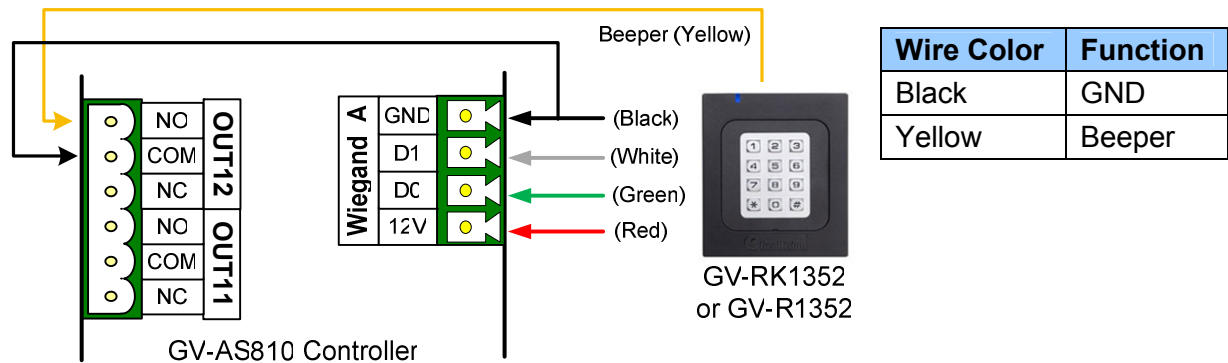 Beeper (Yellow)
NO
COM
NC
NO
COM
NC
OUT12
OUT11
Wiegand A
GND
D1
D0
12V
(Black)
(White)
(Green)
(Red)
GV-AS810 Controller
1 2 3
4 5 6
7 8 9
* 0 #
GV-RK1352
or GV-R1352
Wire Color Function
Black GND
Yellow Beeper